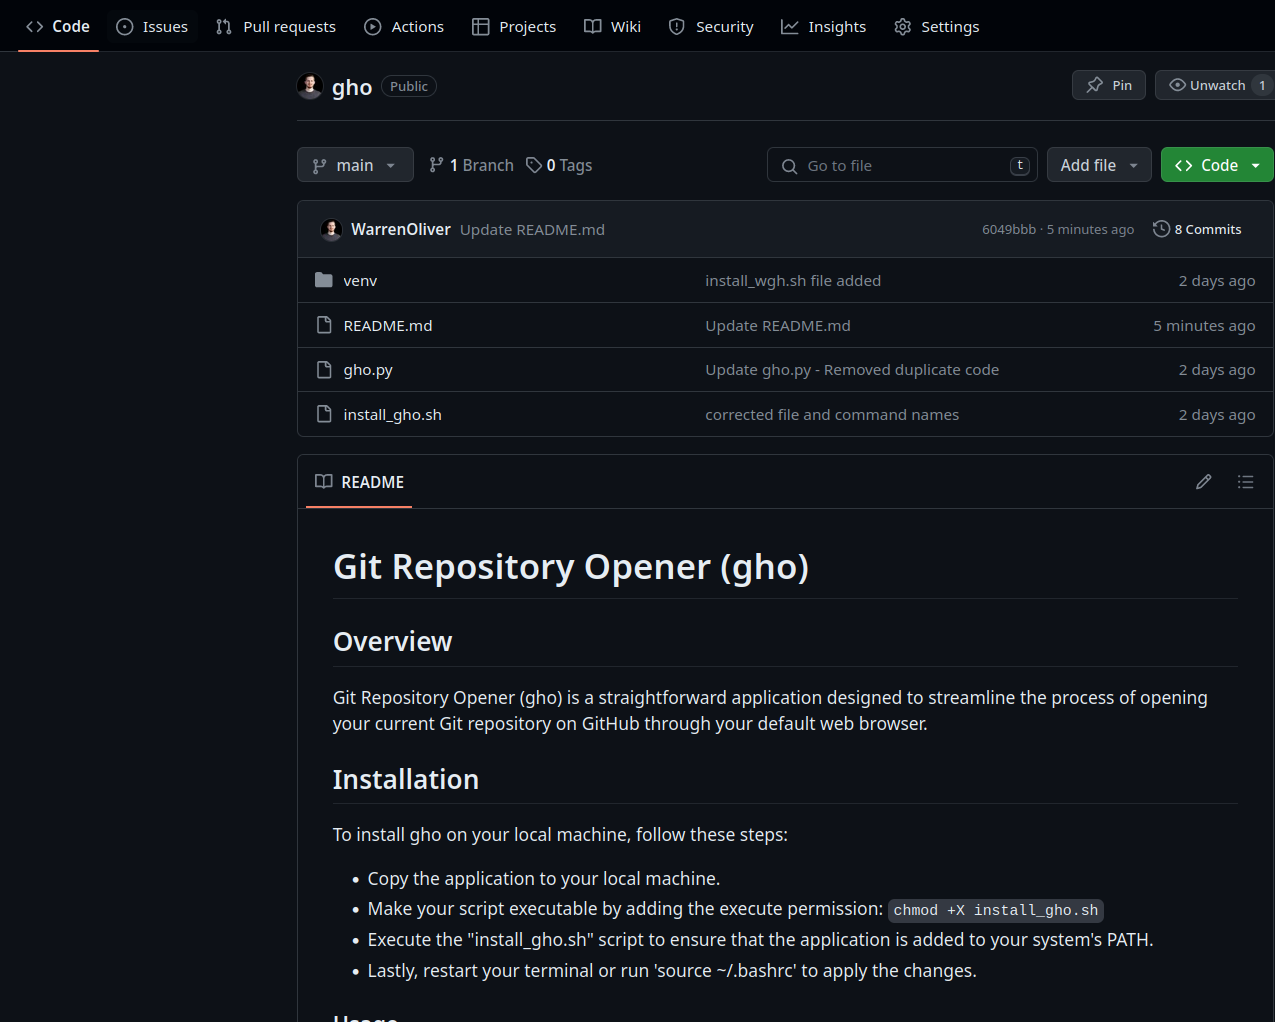 Code Issues Pull requests Actions Projects Wiki Security Insights Settings
gho Public Pin Unwatch 1
main 1 Branch 0 Tags Go to file t Add file Code
WarrenOliver Update README.md 6049bbb · 5 minutes ago 8 Commits
venv install_wgh.sh file added 2 days ago
README.md Update README.md 5 minutes ago
gho.py Update gho.py - Removed duplicate code 2 days ago
install_gho.sh corrected file and command names 2 days ago
README
Git Repository Opener (gho)
Overview
Git Repository Opener (gho) is a straightforward application designed to streamline the process of opening
your current Git repository on GitHub through your default web browser.
Installation
To install gho on your local machine, follow these steps:
• Copy the application to your local machine.
• Make your script executable by adding the execute permission: chmod +X install_gho.sh
• Execute the "install_gho.sh" script to ensure that the application is added to your system's PATH.
• Lastly, restart your terminal or run 'source ~/.bashrc' to apply the changes.
Usage